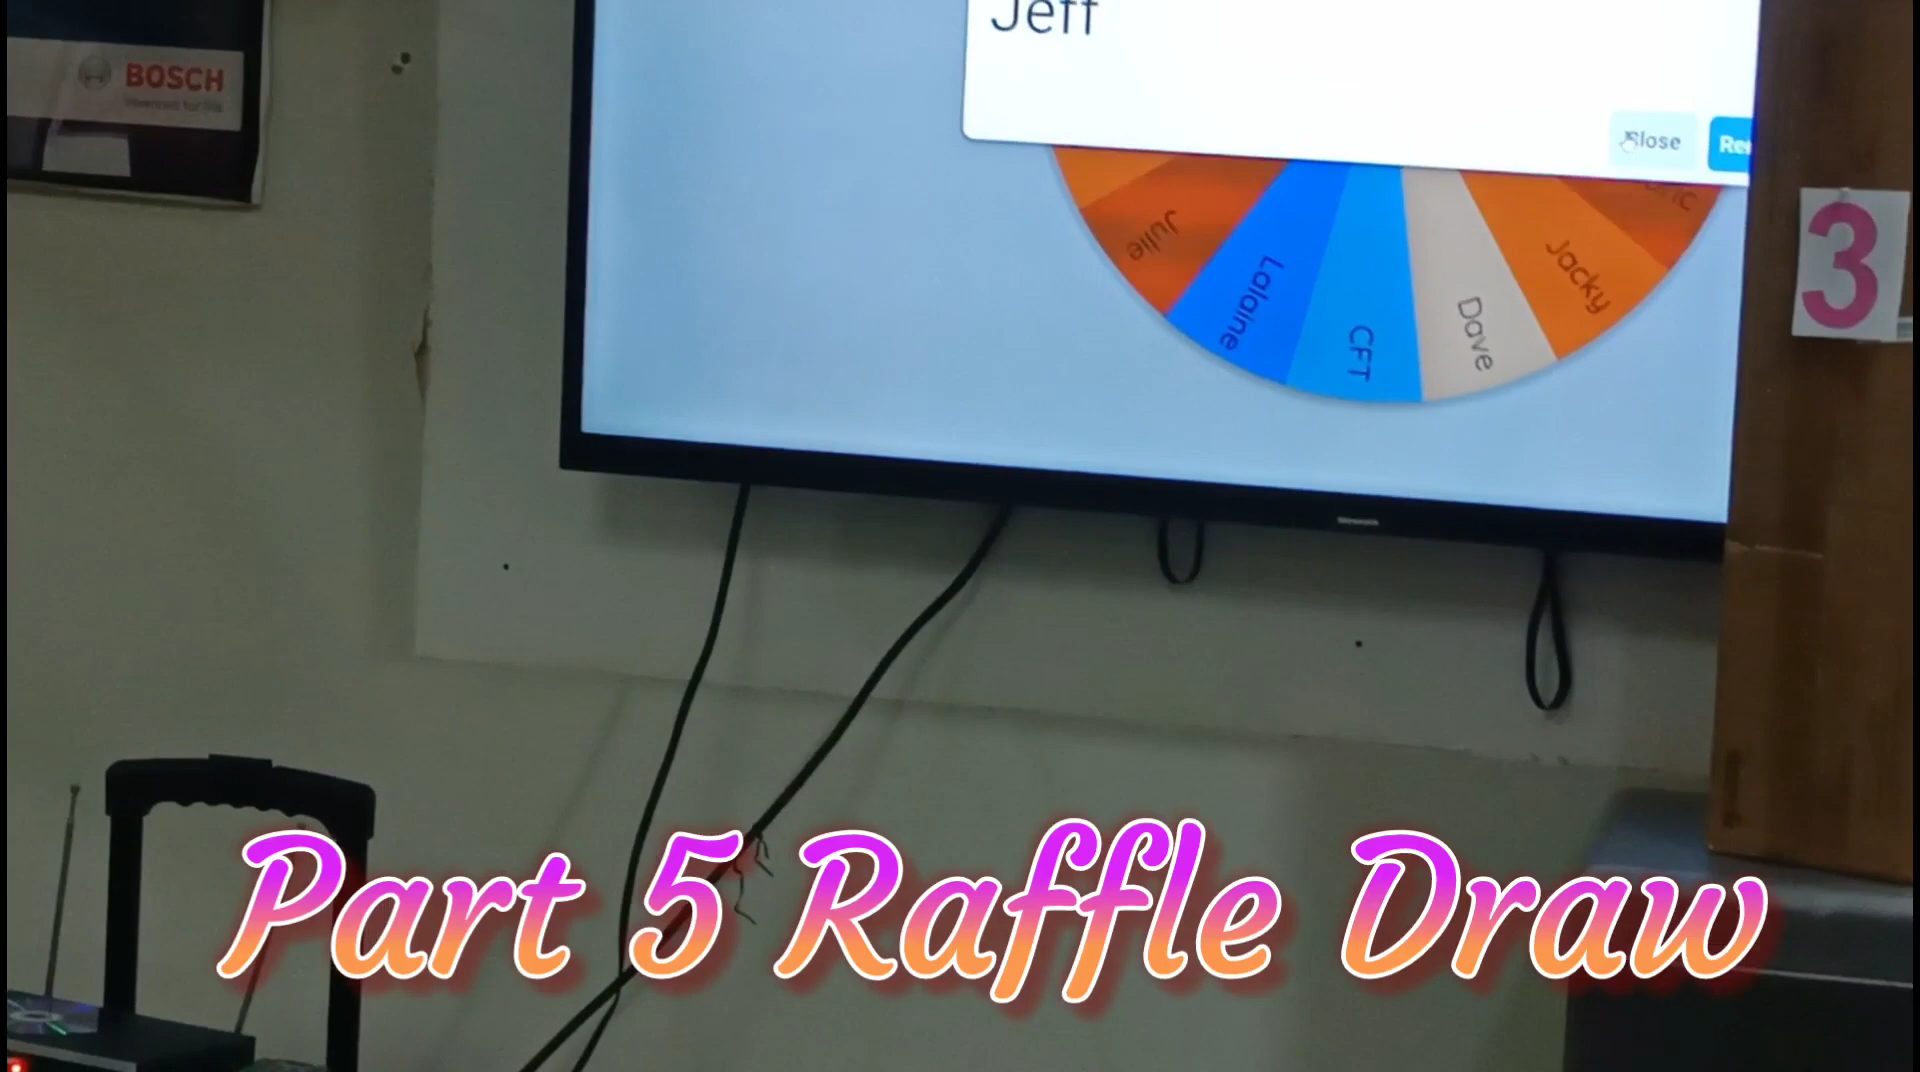 Jeff
BOSCH
Close
Julie
Lalaine
CFT
Dave
Jacky
3
Part 5 Raffle Draw